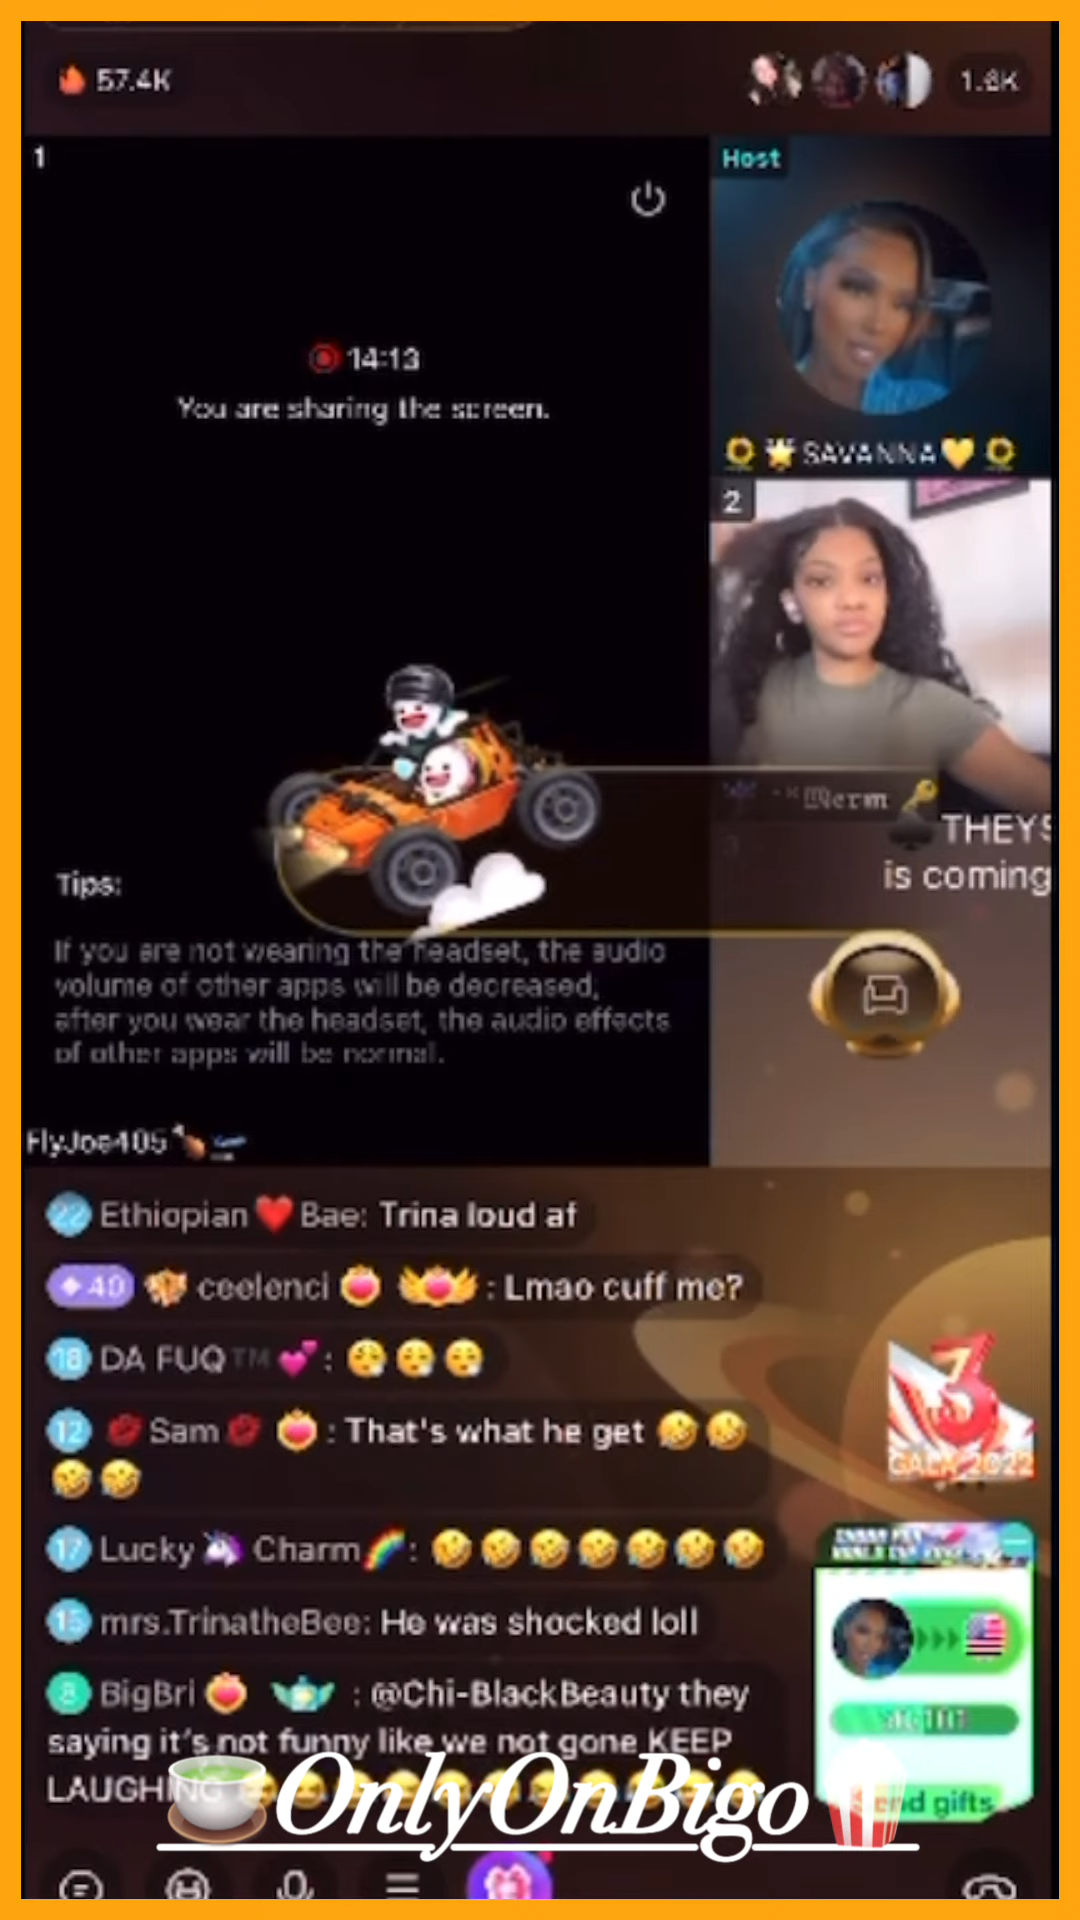 57.4K
1.6K
1
Host
14:13
You are sharing the screen.
SAVANNA
2
THEYS
is coming
Tips:
If you are not wearing the headset, the audio
volume of other apps will be decreased,
after you wear the headset, the audio effects
of other apps will be normal.
FlyJoe405
22 Ethiopian❤️Bae: Trina loud af
40 ceelenci : Lmao cuff me?
18 DA FUQ™💕: 😮‍💨😮‍💨😮‍💨
12 💋Sam💋 : That's what he get 🤣🤣
🤣🤣
17 Lucky🦄Charm🌈: 🤣🤣🤣🤣🤣🤣🤣
15 mrs.TrinatheBee: He was shocked loll
8 BigBri : @Chi-BlackBeauty they
saying it's not funny like we not gone KEEP
LAUGHING
GALA 2022
Send gifts
🍵OnlyOnBigo🍿